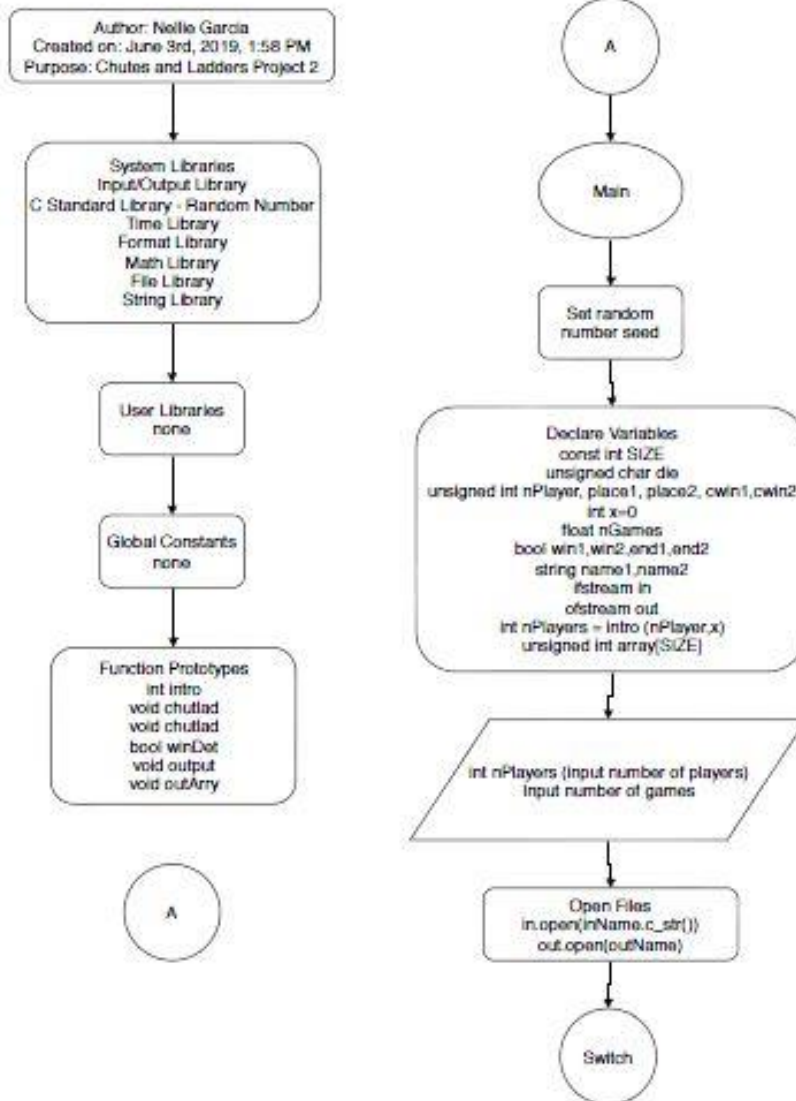 Author: Nellie Garcia
Created on: June 3rd, 2019, 1:58 PM
Purpose: Chutes and Ladders Project 2
System Libraries
Input/Output Library
C Standard Library - Random Number
Time Library
Format Library
Math Library
File Library
String Library
User Libraries
none
Global Constants
none
Function Prototypes
int intro
void chutlad
void chutlad
bool winDet
void output
void outArry
A
A
Main
Set random
number seed
Declare Variables
const int SIZE
unsigned char die
unsigned int nPlayer, place1, place2, cwin1,cwin2
int x=0
float nGames
bool win1,win2,end1,end2
string name1,name2
ifstream in
ofstream out
int nPlayers = intro (nPlayer,x)
unsigned int array[SIZE]
int nPlayers (input number of players)
Input number of games
Open Files
in.open(inName.c_str())
out.open(outName)
Switch